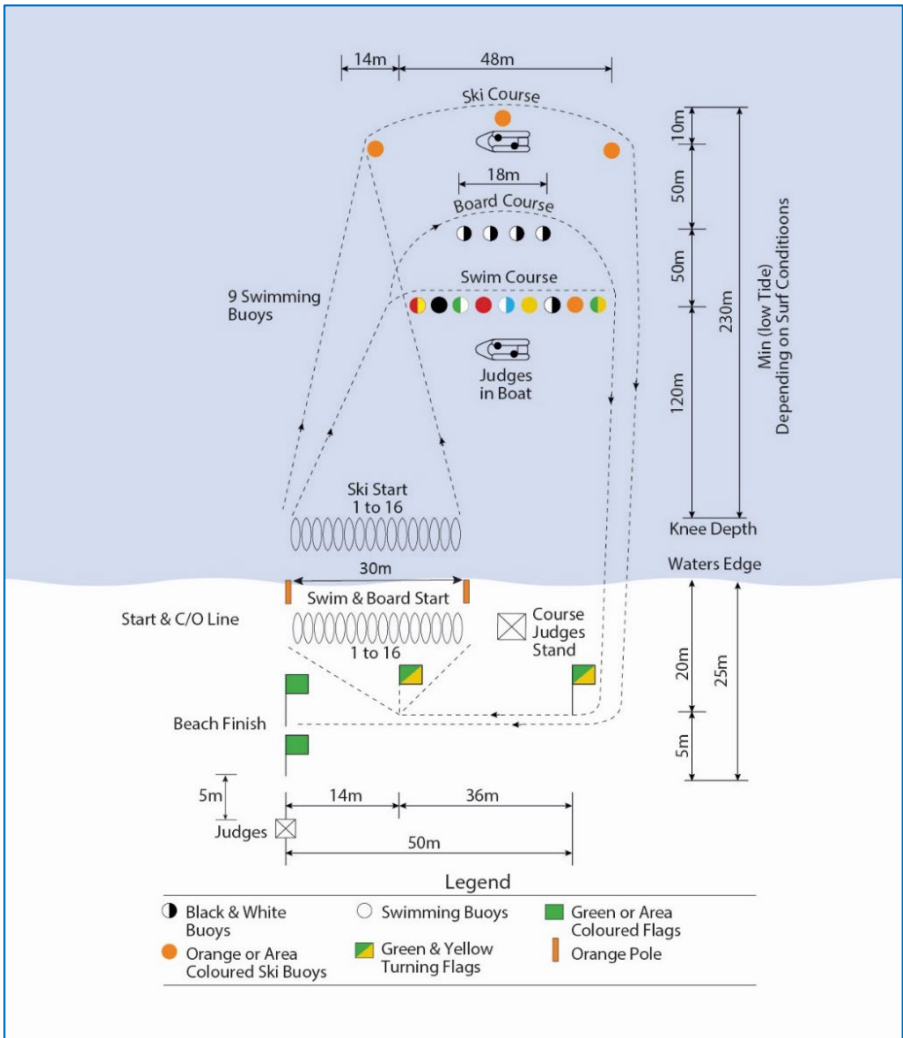 14m
48m
Ski Course
10m
18m
50m
Board Course
9 Swimming
Buoys
Swim Course
50m
230m
Min (low Tide)
Depending on Surf Conditioons
Judges
in Boat
120m
Ski Start
1 to 16
Knee Depth
Waters Edge
30m
Start & C/O Line
Swim & Board Start
1 to 16
Course
Judges
Stand
20m
25m
Beach Finish
5m
5m
14m
36m
Judges
50m
Legend
Black & White
Buoys
Swimming Buoys
Green or Area
Coloured Flags
Orange or Area
Coloured Ski Buoys
Green & Yellow
Turning Flags
Orange Pole